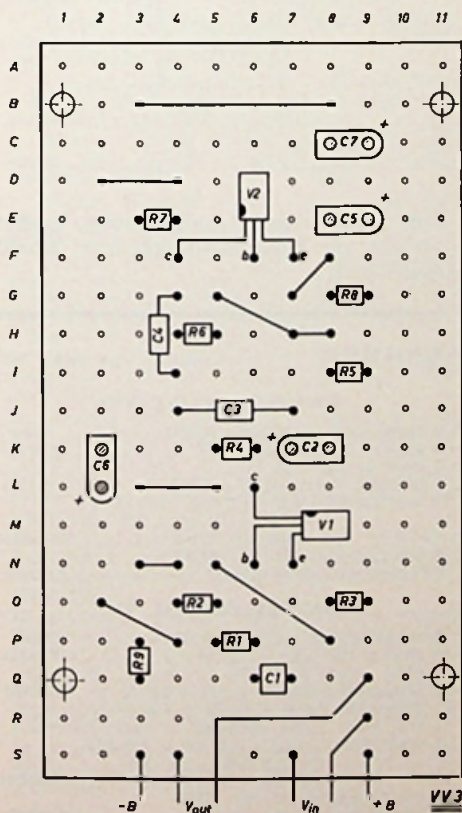 1 2 3 4 5 6 7 8 9 10 11
A
B
C C7 +
D
V2
E R7 C5 +
F c b e
G R8
C4
H R6
I R5
J C3
K R4 + C2
C6
L c
+
M V1
N b e
O R2 R3
P R1
R9
Q C1
R
S
-B Vout Vin +B VV3